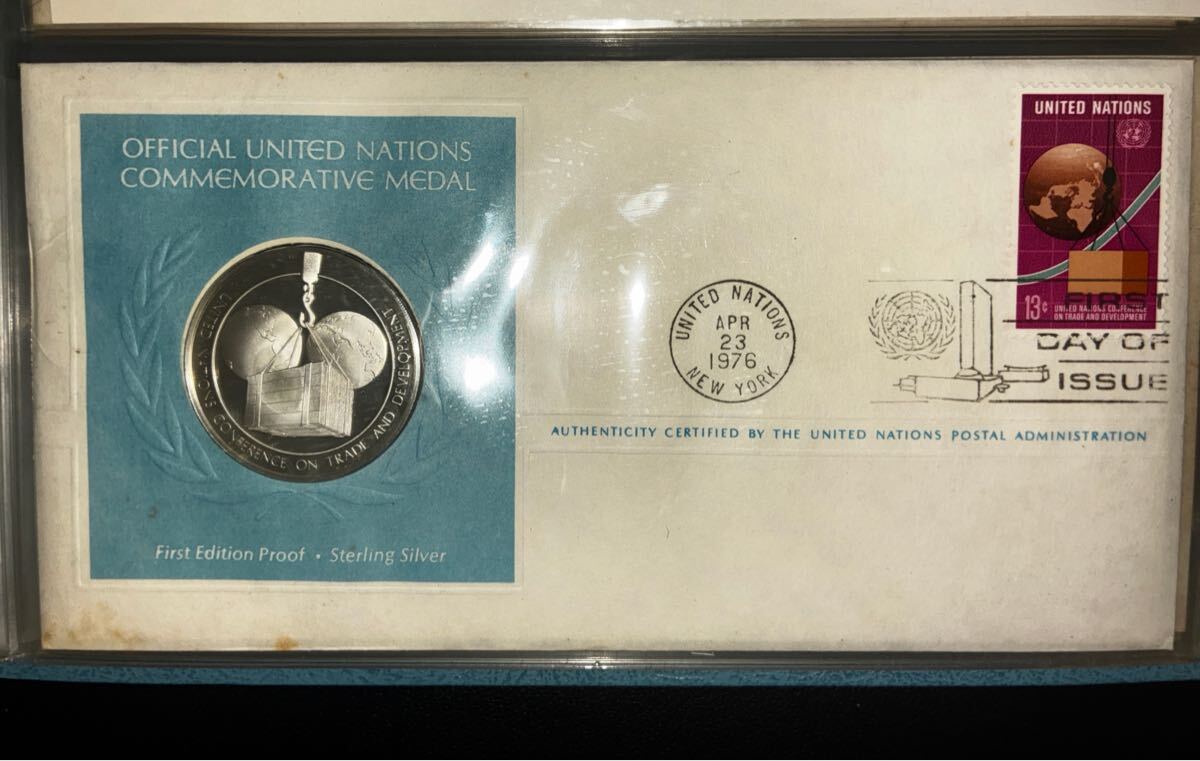 OFFICIAL UNITED NATIONS
COMMEMORATIVE MEDAL
UNITED NATIONS CONFERENCE ON TRADE AND DEVELOPMENT
First Edition Proof • Sterling Silver
UNITED NATIONS
13c UNITED NATIONS CONFERENCE
ON TRADE AND DEVELOPMENT
UNITED NATIONS
APR
23
1976
NEW YORK
FIRST
DAY OF
ISSUE
AUTHENTICITY CERTIFIED BY THE UNITED NATIONS POSTAL ADMINISTRATION